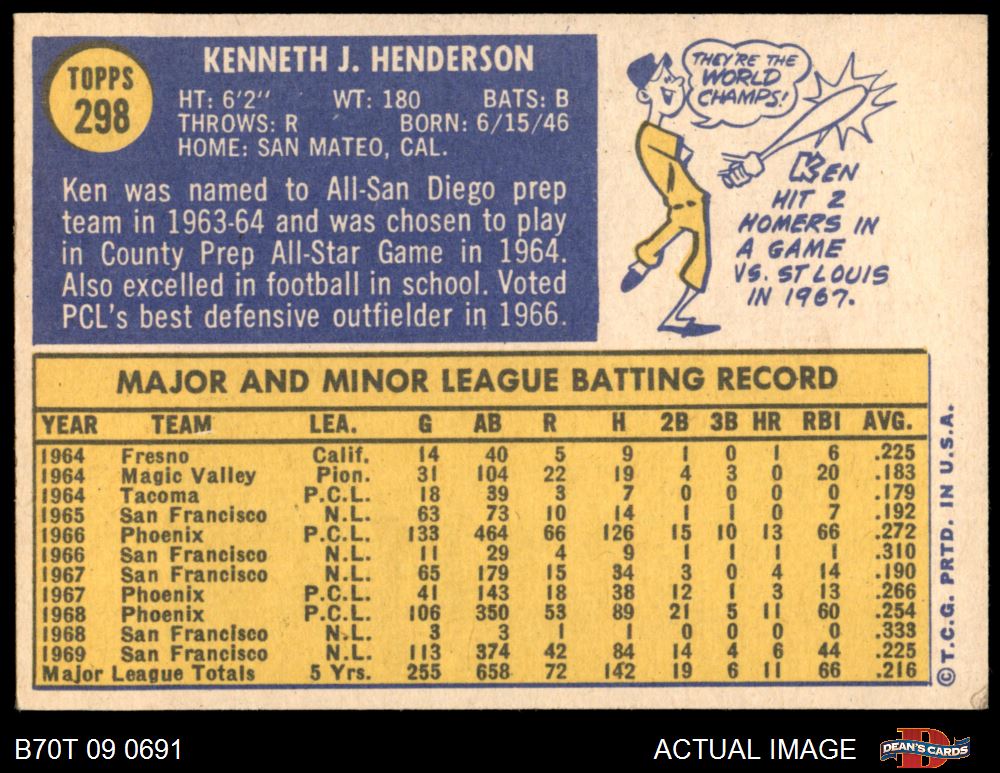 TOPPS
298
KENNETH J. HENDERSON
HT: 6'2" WT: 180 BATS: B
THROWS: R BORN: 6/15/46
HOME: SAN MATEO, CAL.
Ken was named to All-San Diego prep
team in 1963-64 and was chosen to play
in County Prep All-Star Game in 1964.
Also excelled in football in school. Voted
PCL's best defensive outfielder in 1966.
THEY'RE THE
WORLD
CHAMPS!
KEN
HIT 2
HOMERS IN
A GAME
VS. ST LOUIS
IN 1967.
MAJOR AND MINOR LEAGUE BATTING RECORD
YEAR TEAM LEA. G AB R H 2B 3B HR RBI AVG.
1964 Fresno Calif. 14 40 5 9 1 0 1 6 .225
1964 Magic Valley Pion. 31 104 22 19 4 3 0 20 .183
1964 Tacoma P.C.L. 18 39 3 7 0 0 0 0 .179
1965 San Francisco N.L. 63 73 10 14 1 1 0 7 .192
1966 Phoenix P.C.L. 133 464 66 126 15 10 13 66 .272
1966 San Francisco N.L. 11 29 4 9 1 1 1 1 .310
1967 San Francisco N.L. 65 179 15 34 3 0 4 14 .190
1967 Phoenix P.C.L. 41 143 18 38 12 1 3 13 .266
1968 Phoenix P.C.L. 106 350 53 89 21 5 11 60 .254
1968 San Francisco N.L. 3 3 1 1 0 0 0 0 .333
1969 San Francisco N.L. 113 374 42 84 14 4 6 44 .225
Major League Totals 5 Yrs. 255 658 72 142 19 6 11 66 .216
©T.C.G. PRTD. IN U.S.A.
B70T 09 0691
ACTUAL IMAGE
DEAN'S CARDS